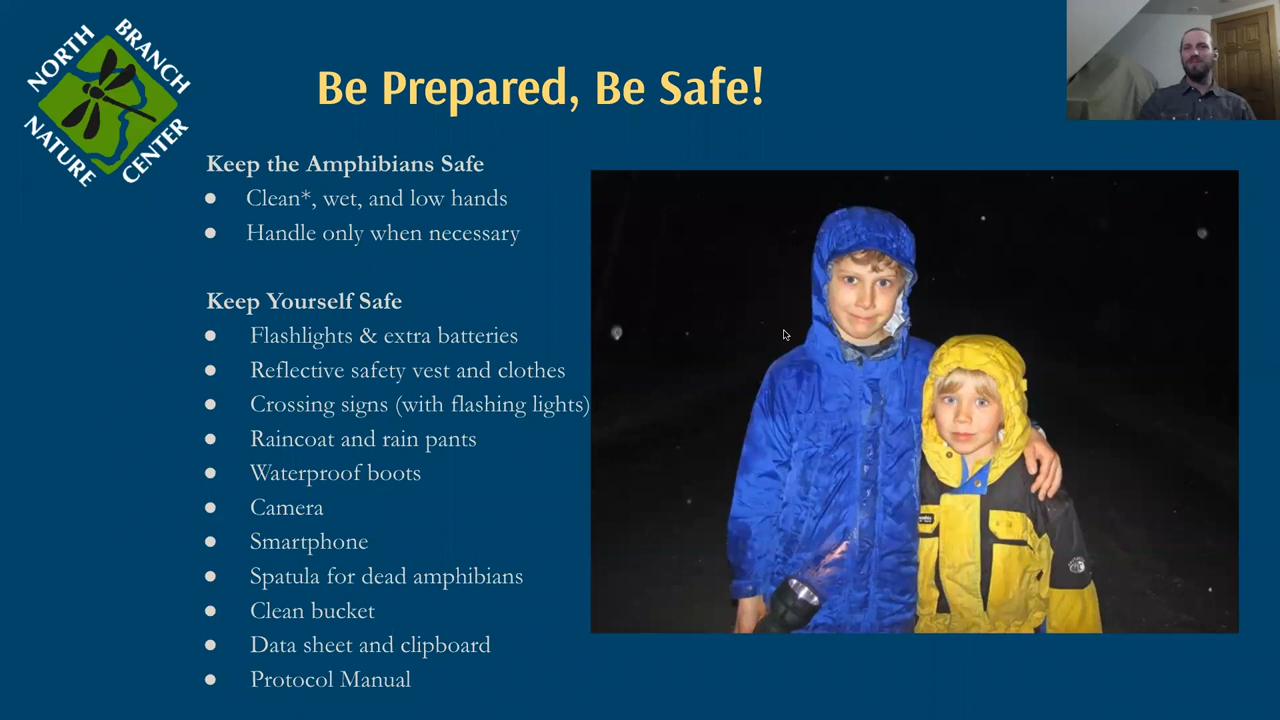 NORTH BRANCH
NATURE CENTER
Be Prepared, Be Safe!
Keep the Amphibians Safe
● Clean*, wet, and low hands
● Handle only when necessary
Keep Yourself Safe
● Flashlights & extra batteries
● Reflective safety vest and clothes
● Crossing signs (with flashing lights)
● Raincoat and rain pants
● Waterproof boots
● Camera
● Smartphone
● Spatula for dead amphibians
● Clean bucket
● Data sheet and clipboard
● Protocol Manual